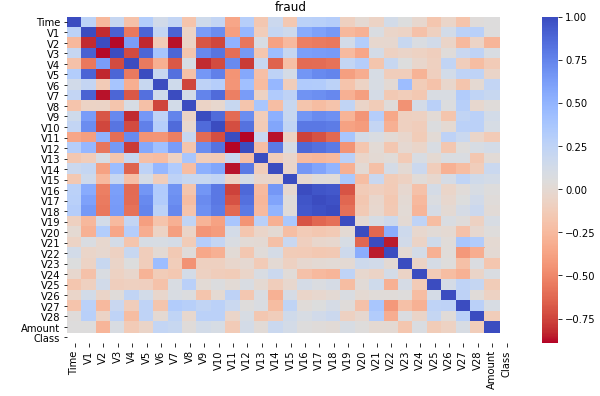 fraud
Time
V1
V2
V3
V4
V5
V6
V7
V8
V9
V10
V11
V12
V13
V14
V15
V16
V17
V18
V19
V20
V21
V22
V23
V24
V25
V26
V27
V28
Amount
Class
Time
V1
V2
V3
V4
V5
V6
V7
V8
V9
V10
V11
V12
V13
V14
V15
V16
V17
V18
V19
V20
V21
V22
V23
V24
V25
V26
V27
V28
Amount
Class
1.00
0.75
0.50
0.25
0.00
−0.25
−0.50
−0.75